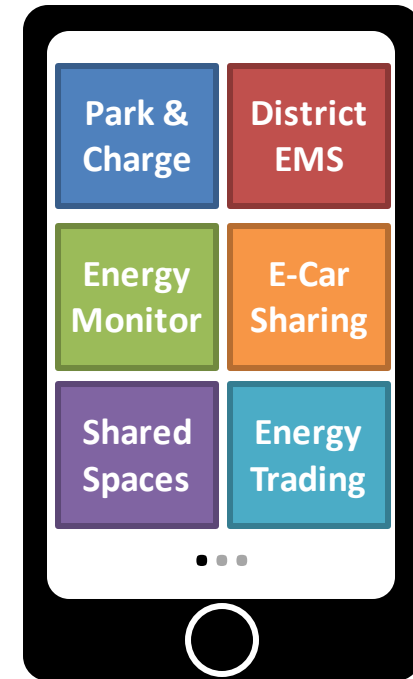 Park &
Charge
District
EMS
Energy
Monitor
E-Car
Sharing
Shared
Spaces
Energy
Trading